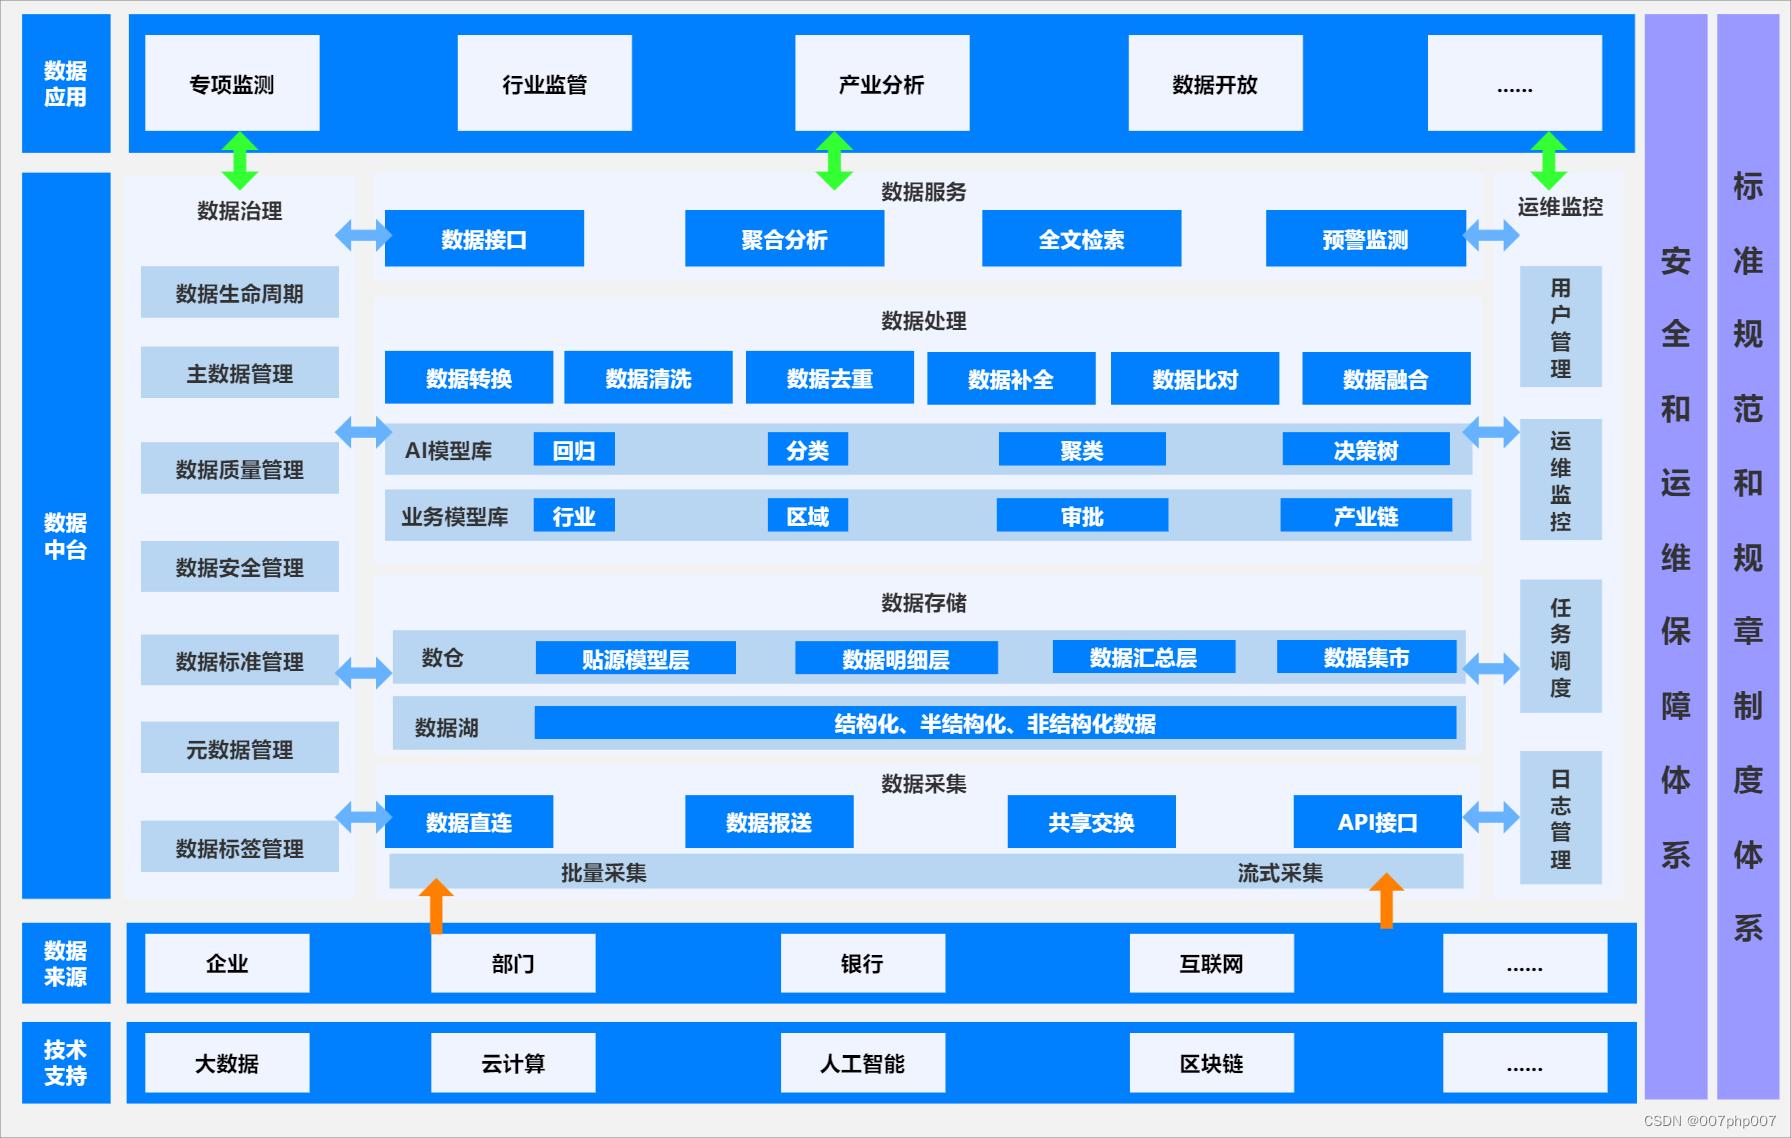 数据
应用
专项监测
行业监管
产业分析
数据开放
......
数据
中台
数据治理
数据生命周期
主数据管理
数据质量管理
数据安全管理
数据标准管理
元数据管理
数据标签管理
数据服务
数据接口
聚合分析
全文检索
预警监测
数据处理
数据转换
数据清洗
数据去重
数据补全
数据比对
数据融合
AI模型库
回归
分类
聚类
决策树
业务模型库
行业
区域
审批
产业链
数据存储
数仓
贴源模型层
数据明细层
数据汇总层
数据集市
数据湖
结构化、半结构化、非结构化数据
数据采集
数据直连
数据报送
共享交换
API接口
批量采集
流式采集
运维监控
用户管理
运维监控
任务调度
日志管理
数据
来源
企业
部门
银行
互联网
......
技术
支持
大数据
云计算
人工智能
区块链
......
安全和运维保障体系
标准规范和规章制度体系
CSDN @007php007